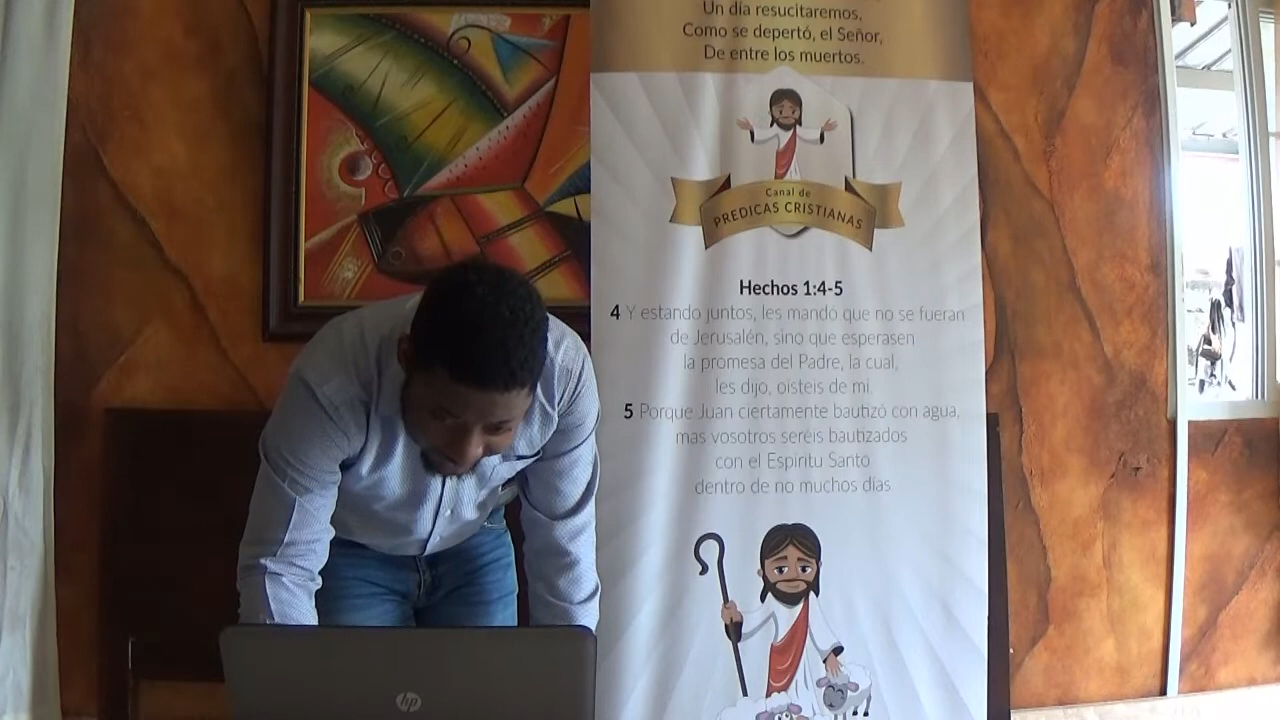 Un día resucitaremos,
Como se depertó, el Señor,
De entre los muertos.
Canal de
PREDICAS CRISTIANAS
Hechos 1:4-5
4 Y estando juntos, les mandó que no se fueran
de Jerusalén, sino que esperasen
la promesa del Padre, la cual,
les dijo, oísteis de mí.
5 Porque Juan ciertamente bautizó con agua,
mas vosotros seréis bautizados
con el Espíritu Santo
dentro de no muchos días
hp